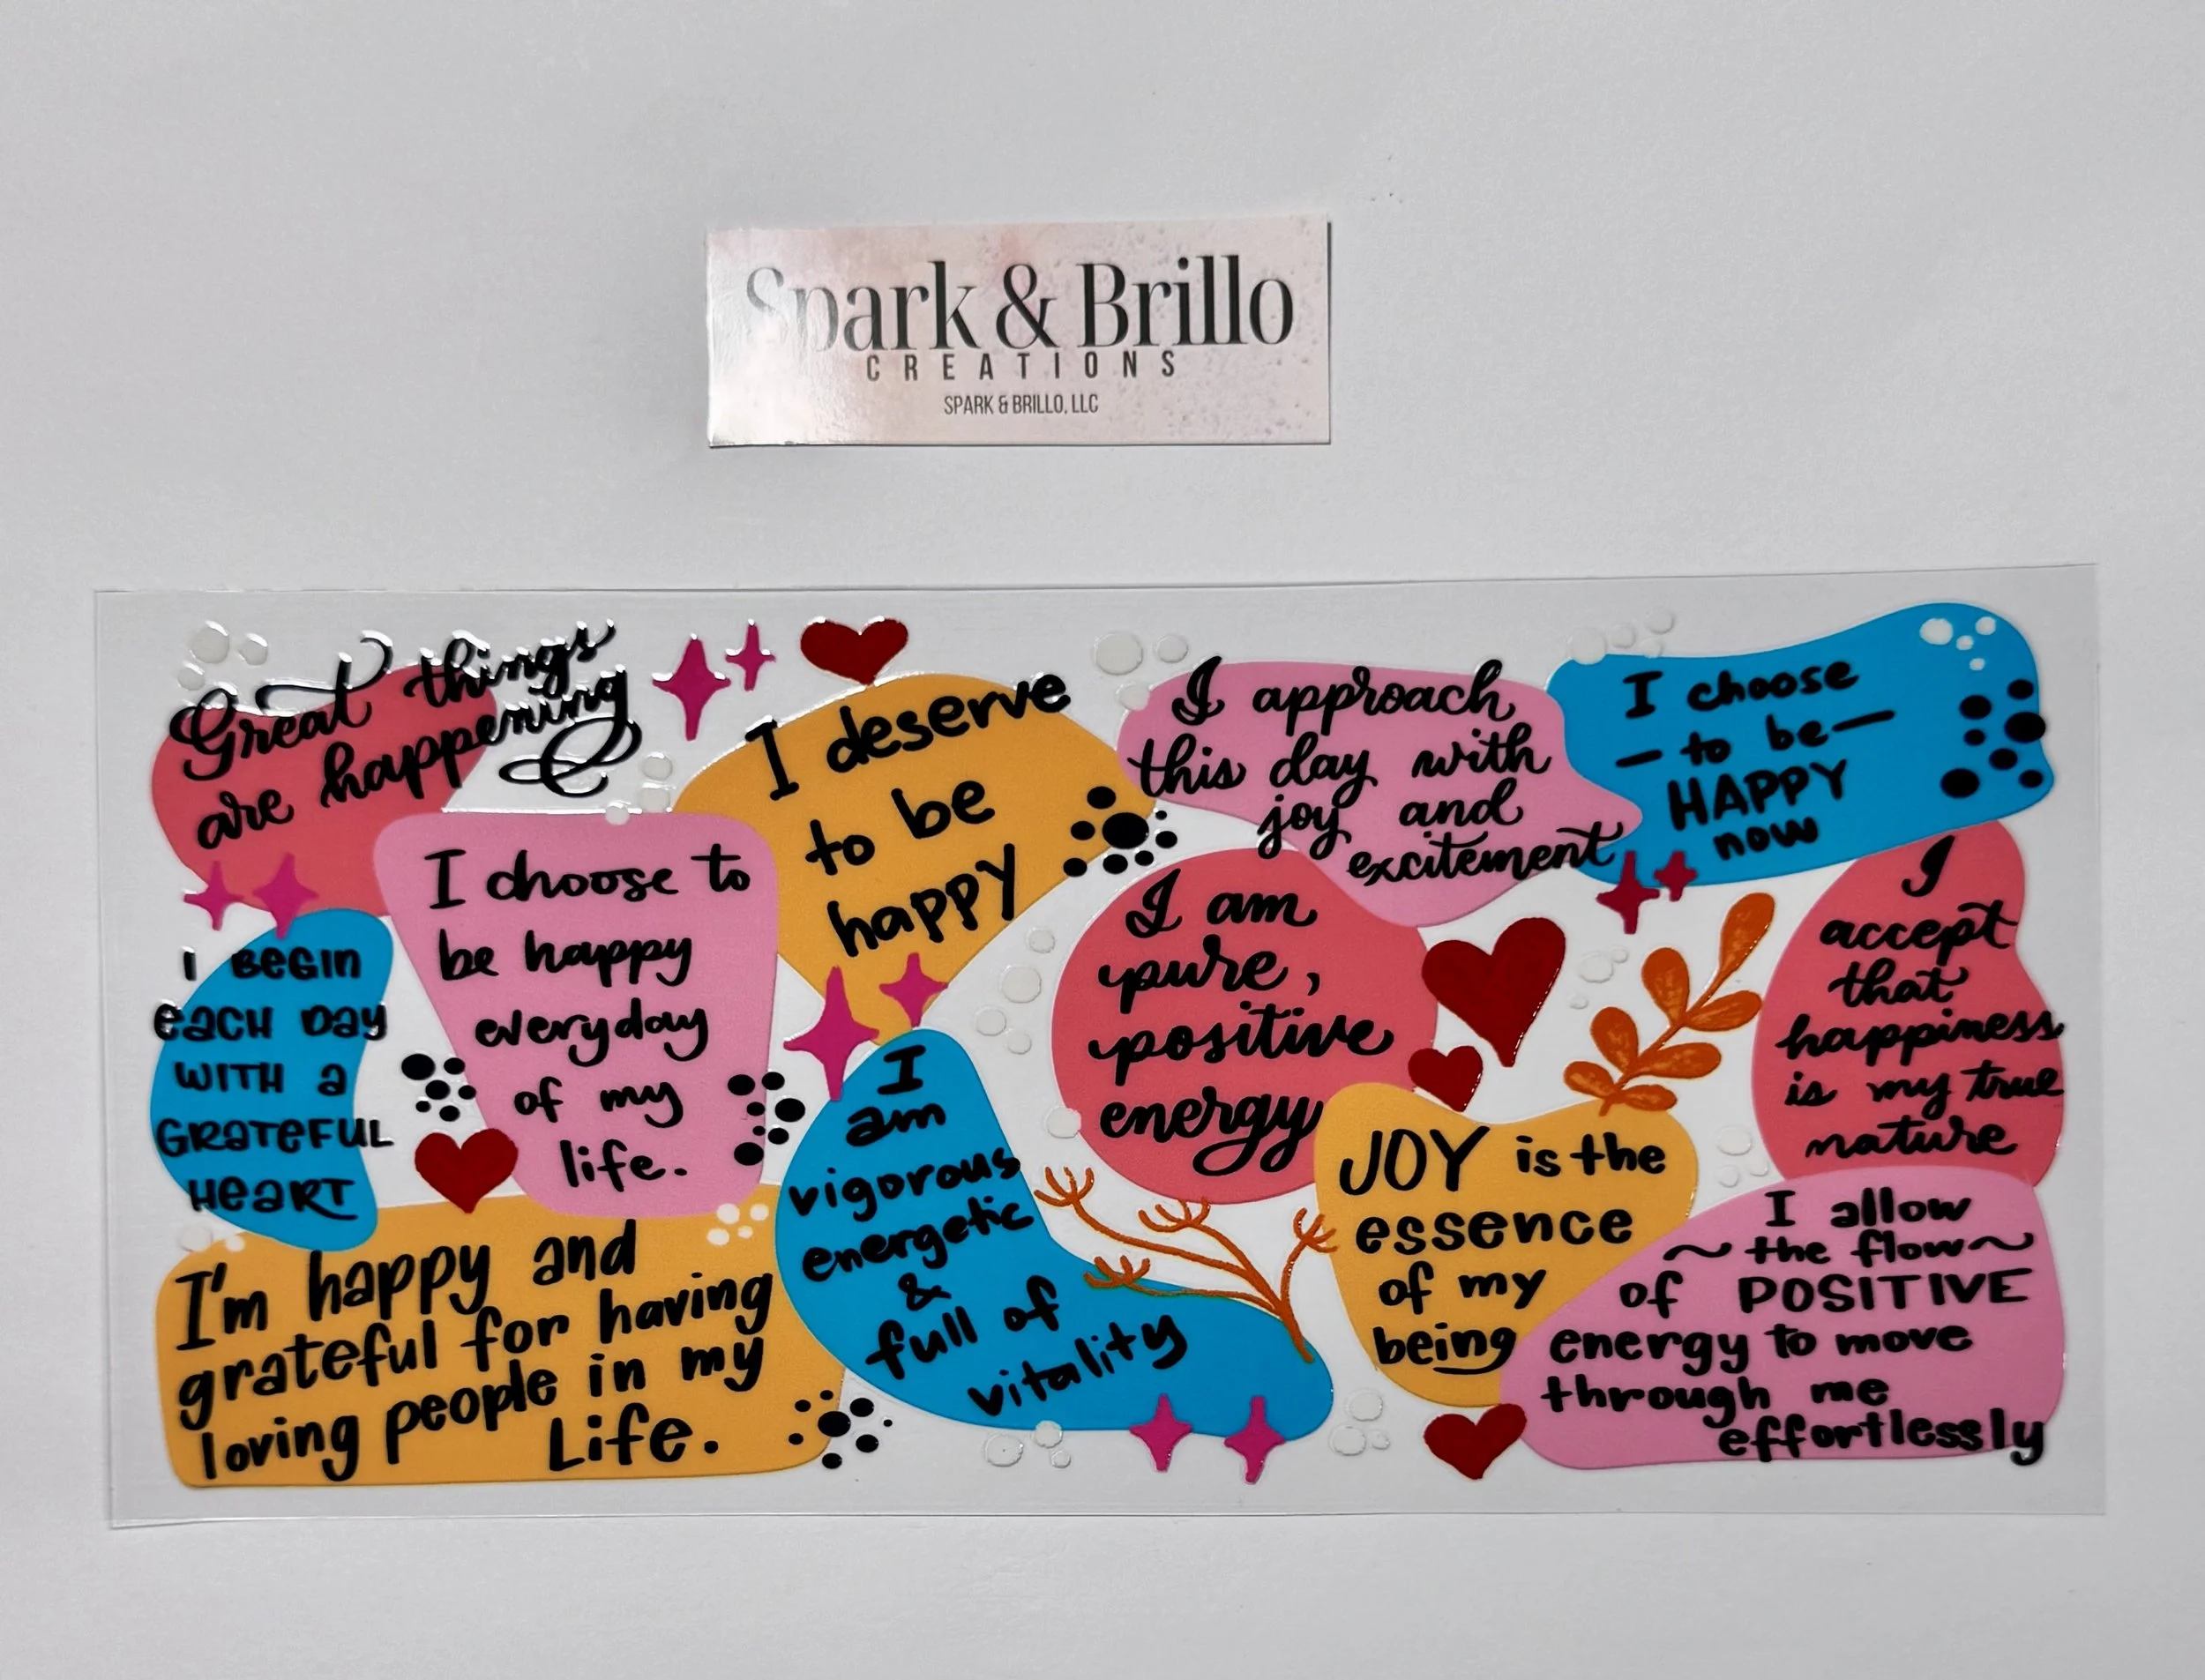 Spark & Brillo
CREATIONS
SPARK & BRILLO, LLC
Great things
are happening
I deserve
to be
happy
I approach
this day with
joy and
excitement
I choose
- to be -
HAPPY
now
I BEGIN
EACH DAY
WITH a
GRATEFUL
HEART
I choose to
be happy
everyday
of my
life.
I am
pure,
positive
energy
I
accept
that
happiness
is my true
nature
I'm happy and
grateful for having
loving people in my
Life.
I
am
vigorous
energetic
&
full of
vitality
JOY is the
essence
of my
being
I allow
~ the flow ~
of POSITIVE
energy to move
through me
effortlessly